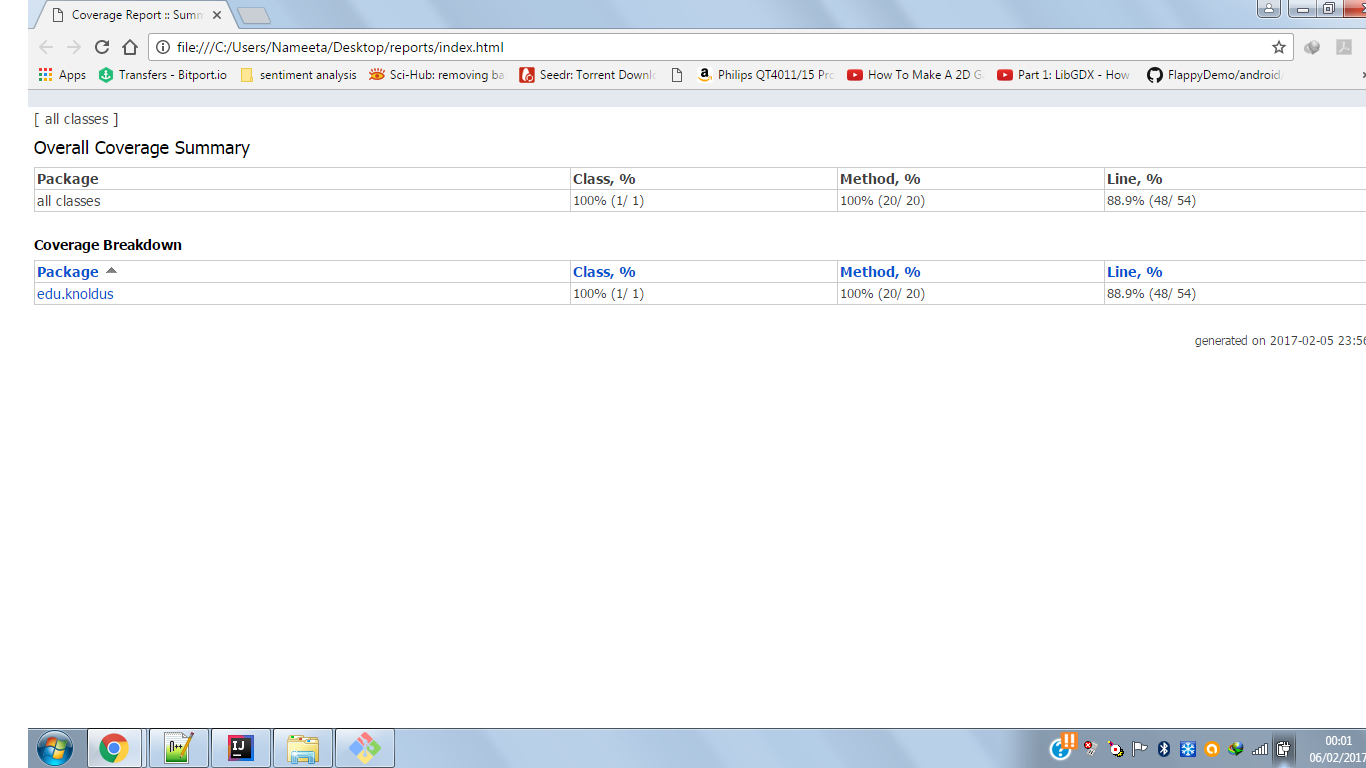 Coverage Report :: Summ
file:///C:/Users/Nameeta/Desktop/reports/index.html
Apps Transfers - Bitport.io sentiment analysis Sci-Hub: removing ba Seedr: Torrent Downlo Philips QT4011/15 Pro How To Make A 2D G Part 1: LibGDX - How FlappyDemo/android/
[ all classes ]
Overall Coverage Summary
Package Class, % Method, % Line, %
all classes 100% (1/ 1) 100% (20/ 20) 88.9% (48/ 54)
Coverage Breakdown
Package Class, % Method, % Line, %
edu.knoldus 100% (1/ 1) 100% (20/ 20) 88.9% (48/ 54)
generated on 2017-02-05 23:56
00:01
06/02/2017